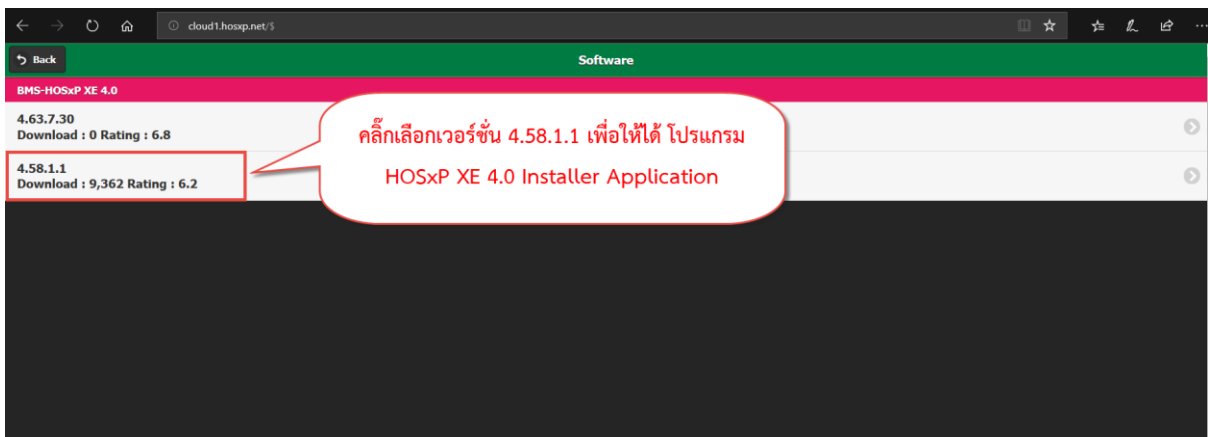 cloud1.hosxp.net/$
Back
Software
BMS-HOSxP XE 4.0
4.63.7.30
Download : 0 Rating : 6.8
4.58.1.1
Download : 9,362 Rating : 6.2
คลิ๊กเลือกเวอร์ชั่น 4.58.1.1 เพื่อให้ได้ โปรแกรม
HOSxP XE 4.0 Installer Application